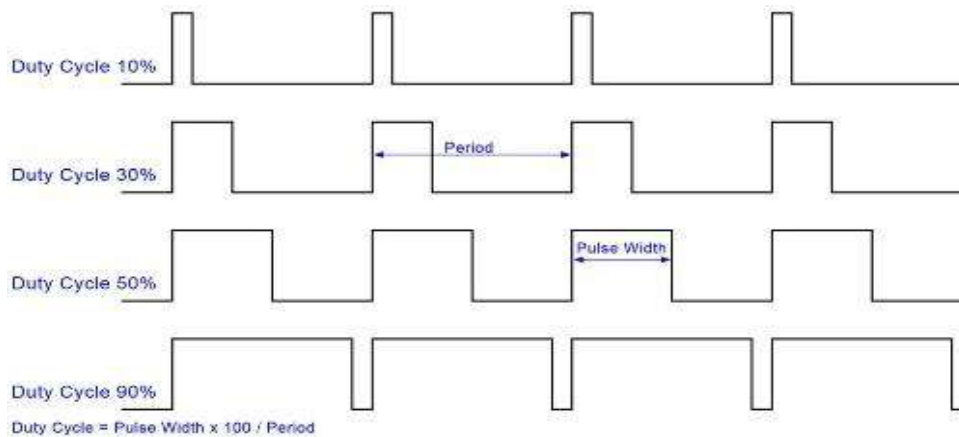 Duty Cycle 10%
Period
Duty Cycle 30%
Pulse Width
Duty Cycle 50%
Duty Cycle 90%
Duty Cycle = Pulse Width x 100 / Period